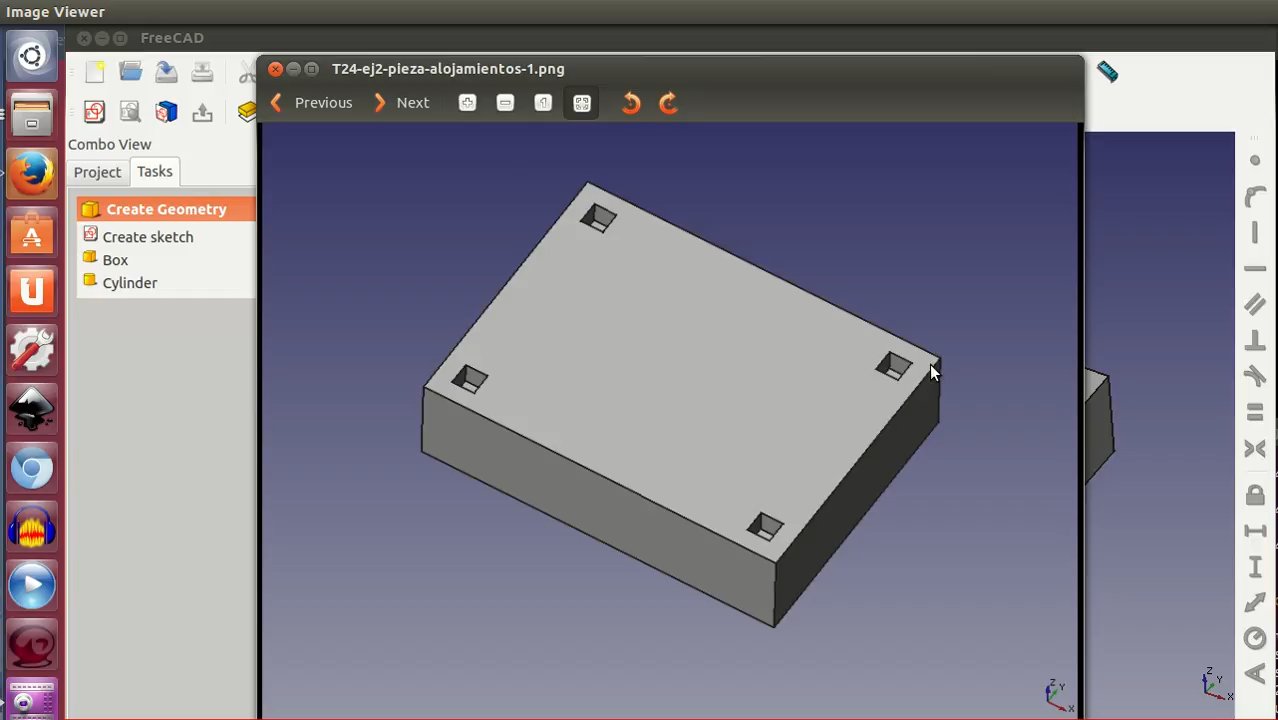 Image Viewer
FreeCAD
T24-ej2-pieza-alojamientos-1.png
Previous
Next
Combo View
Project
Tasks
Create Geometry
Create sketch
Box
Cylinder
Z
Y
X
Z
Y
X